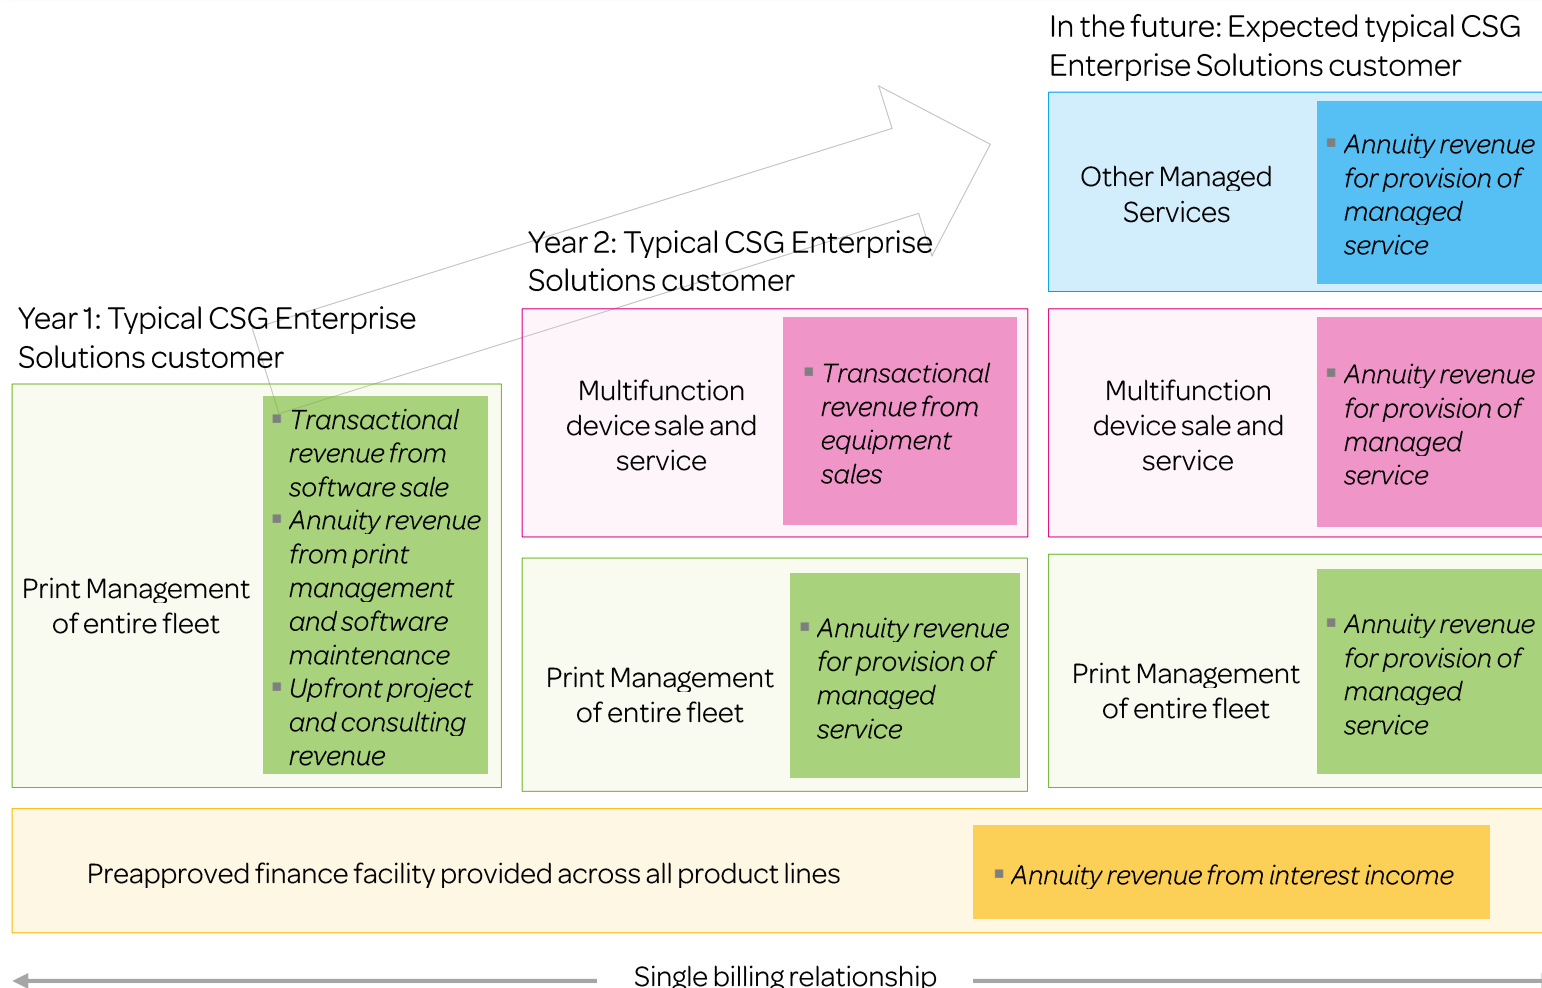 In the future: Expected typical CSG
Enterprise Solutions customer
Other Managed
Services
▪ Annuity revenue
for provision of
managed
service
Year 2: Typical CSG Enterprise
Solutions customer
Multifunction
device sale and
service
▪ Transactional
revenue from
equipment
sales
Multifunction
device sale and
service
▪ Annuity revenue
for provision of
managed
service
Year 1: Typical CSG Enterprise
Solutions customer
Print Management
of entire fleet
▪ Transactional
revenue from
software sale
▪ Annuity revenue
from print
management
and software
maintenance
▪ Upfront project
and consulting
revenue
Print Management
of entire fleet
▪ Annuity revenue
for provision of
managed
service
Print Management
of entire fleet
▪ Annuity revenue
for provision of
managed
service
Preapproved finance facility provided across all product lines
▪ Annuity revenue from interest income
Single billing relationship